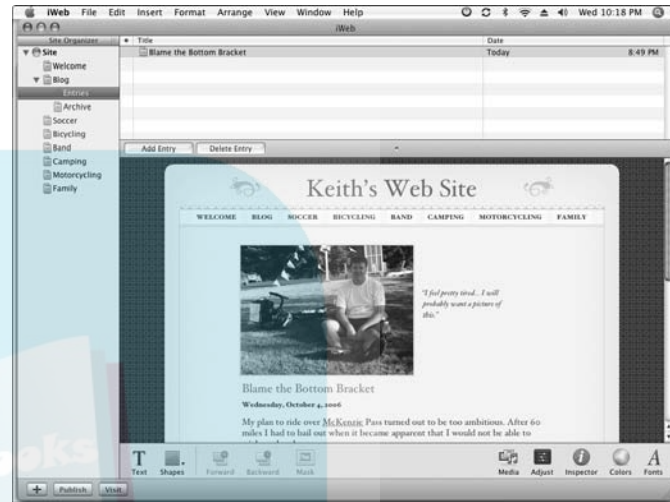 iWeb File Edit Insert Format Arrange View Window Help Wed 10:18 PM
iWeb
Site Organizer
Title Date
Site
Blame the Bottom Bracket Today 8:49 PM
Welcome
Blog
Entries
Archive
Soccer
Bicycling
Band
Camping
Motorcycling
Family
Add Entry Delete Entry
Keith's Web Site
WELCOME BLOG SOCCER BICYCLING BAND CAMPING MOTORCYCLING FAMILY
"I feel pretty tired... I will
probably want a picture of
this."
Blame the Bottom Bracket
Wednesday, October 4, 2006
My plan to ride over McKenzie Pass turned out to be too ambitious. After 60
miles I had to bail out when it became apparent that I would not be able to
Text Shapes Forward Backward Mask Media Adjust Inspector Colors Fonts
Publish Visit
ooks